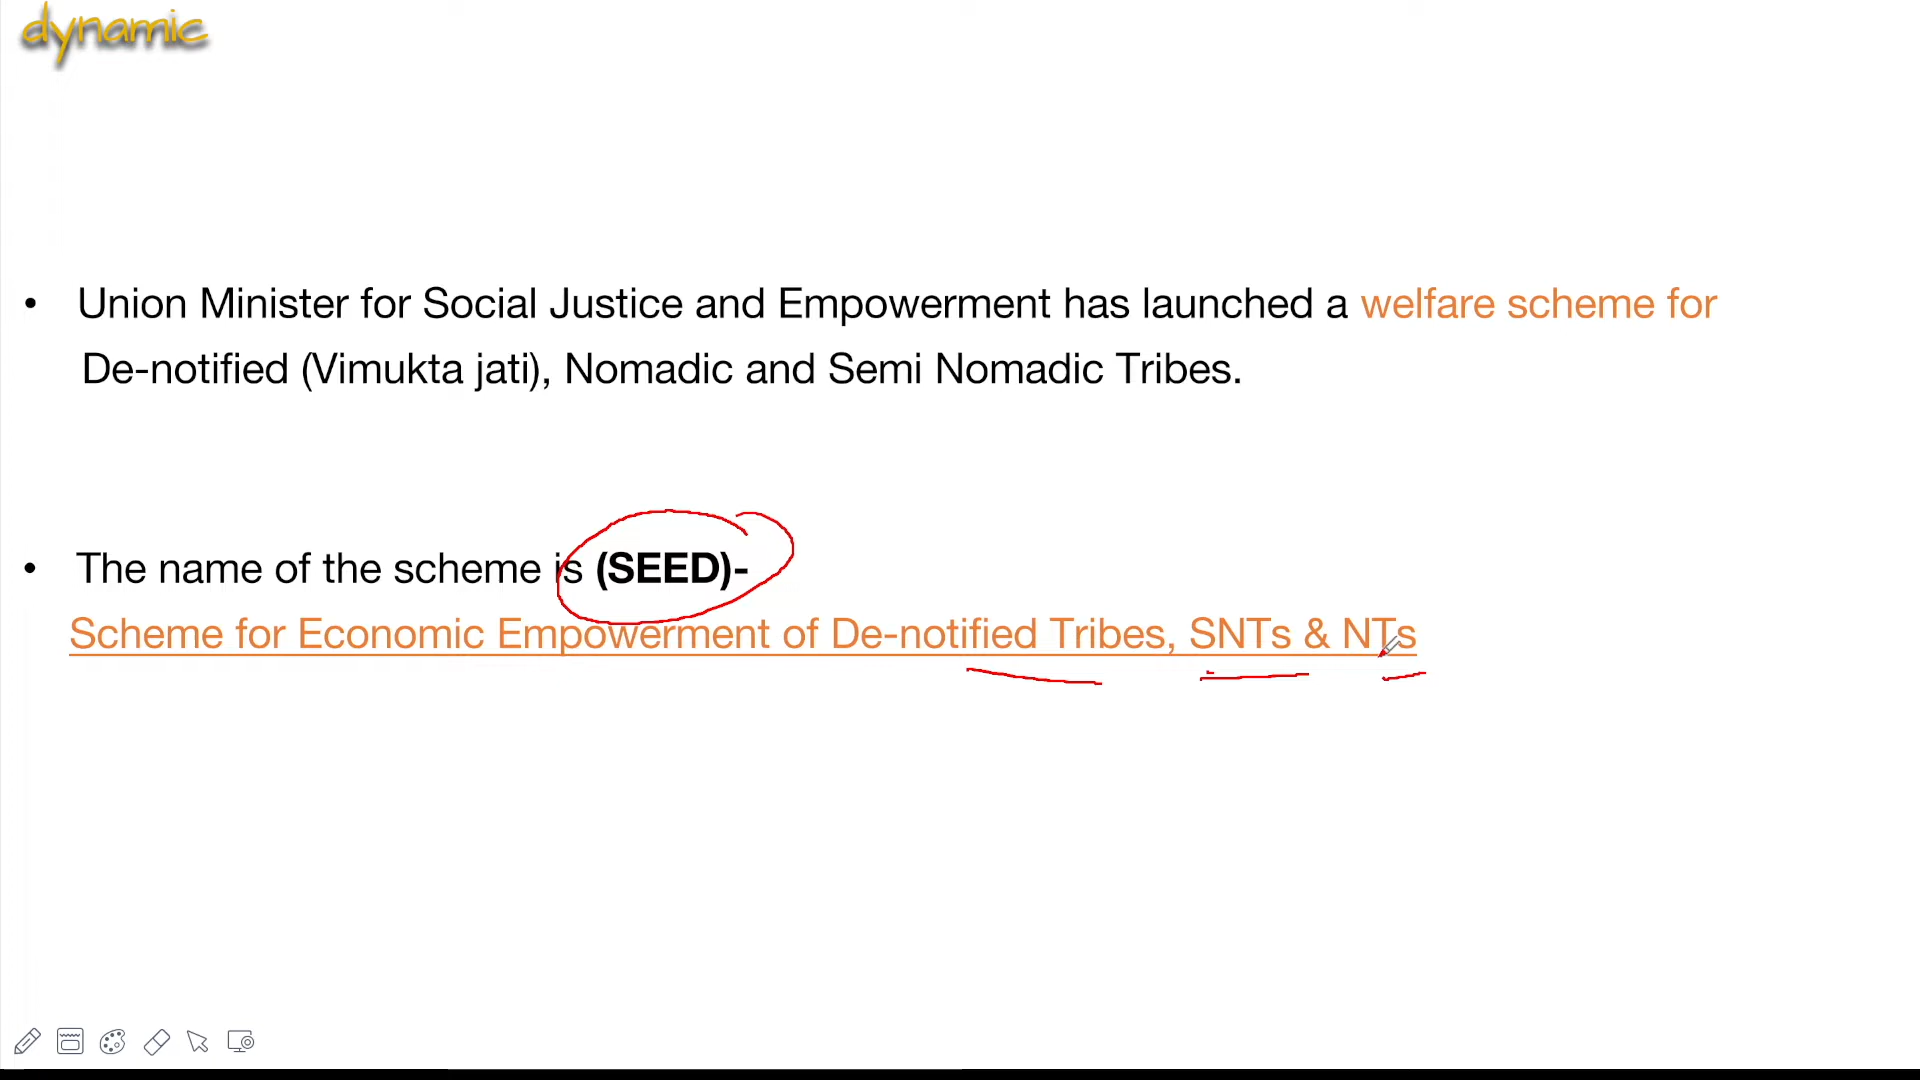 dynamic
• Union Minister for Social Justice and Empowerment has launched a welfare scheme for
De-notified (Vimukta jati), Nomadic and Semi Nomadic Tribes.
• The name of the scheme is (SEED)-
Scheme for Economic Empowerment of De-notified Tribes, SNTs & NTs